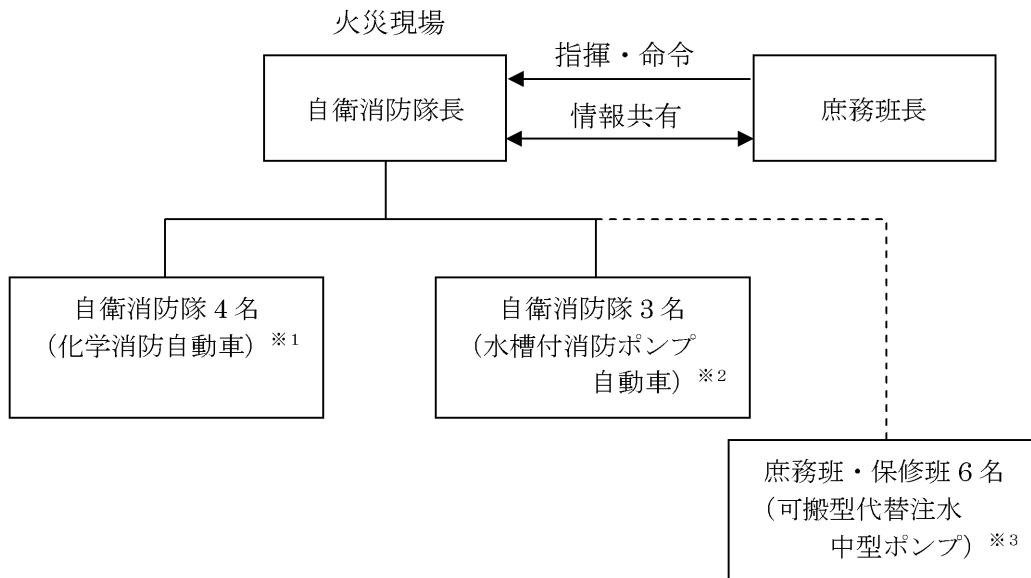 火災現場
指揮・命令
自衛消防隊長
庶務班長
情報共有
自衛消防隊4名
（化学消防自動車）※1
自衛消防隊3名
（水槽付消防ポンプ
自動車）※2
庶務班・保修班6名
（可搬型代替注水
中型ポンプ）※3